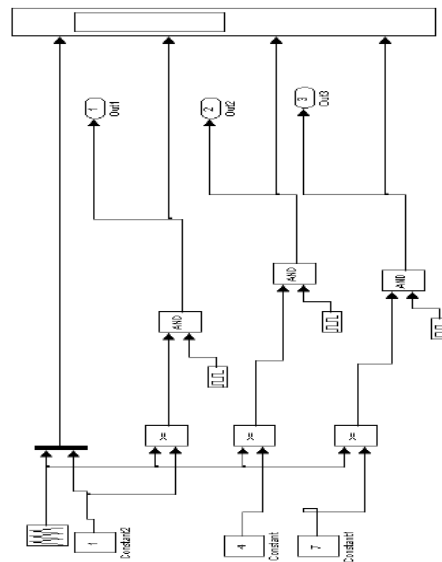 1
Out1
2
Out2
3
Out3
AND
AND
AND
>=
>=
>=
1
Constant2
4
Constant
7
Constant1